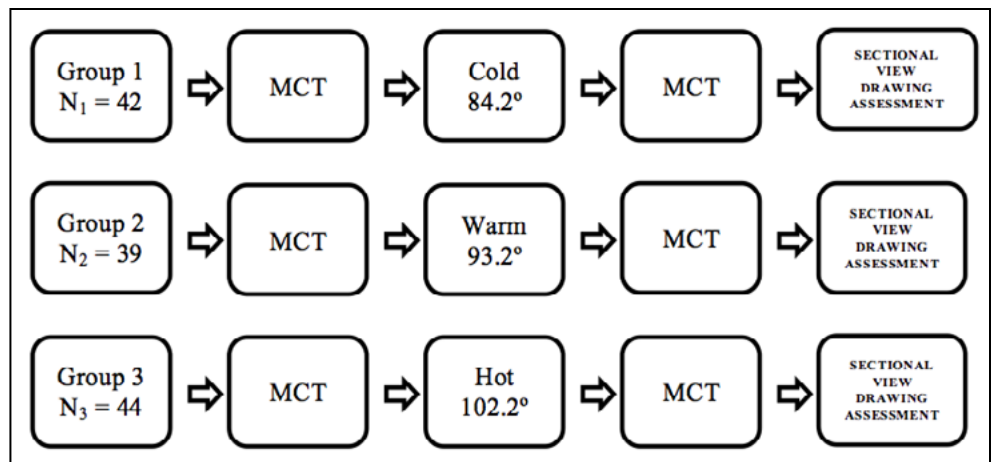 Group 1
N₁ = 42
MCT
Cold
84.2º
MCT
SECTIONAL
VIEW
DRAWING
ASSESSMENT
Group 2
N₂ = 39
MCT
Warm
93.2º
MCT
SECTIONAL
VIEW
DRAWING
ASSESSMENT
Group 3
N₃ = 44
MCT
Hot
102.2º
MCT
SECTIONAL
VIEW
DRAWING
ASSESSMENT